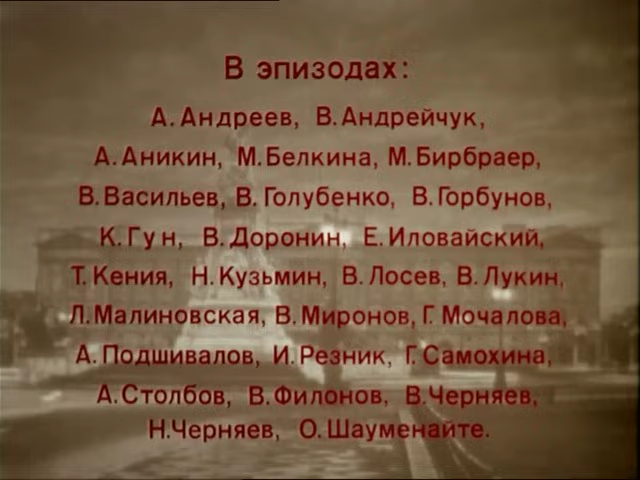 В эпизодах:
А. Андреев, В. Андрейчук,
А. Аникин, М. Белкина, М. Бирбраер,
В. Васильев, В. Голубенко, В. Горбунов,
К. Гун, В. Доронин, Е. Иловайский,
Т. Кения, Н. Кузьмин, В. Лосев, В. Лукин,
Л. Малиновская, В. Миронов, Г. Мочалова,
А. Подшивалов, И. Резник, Г. Самохина,
А. Столбов, В. Филонов, В. Черняев,
Н. Черняев, О. Шауменайте.